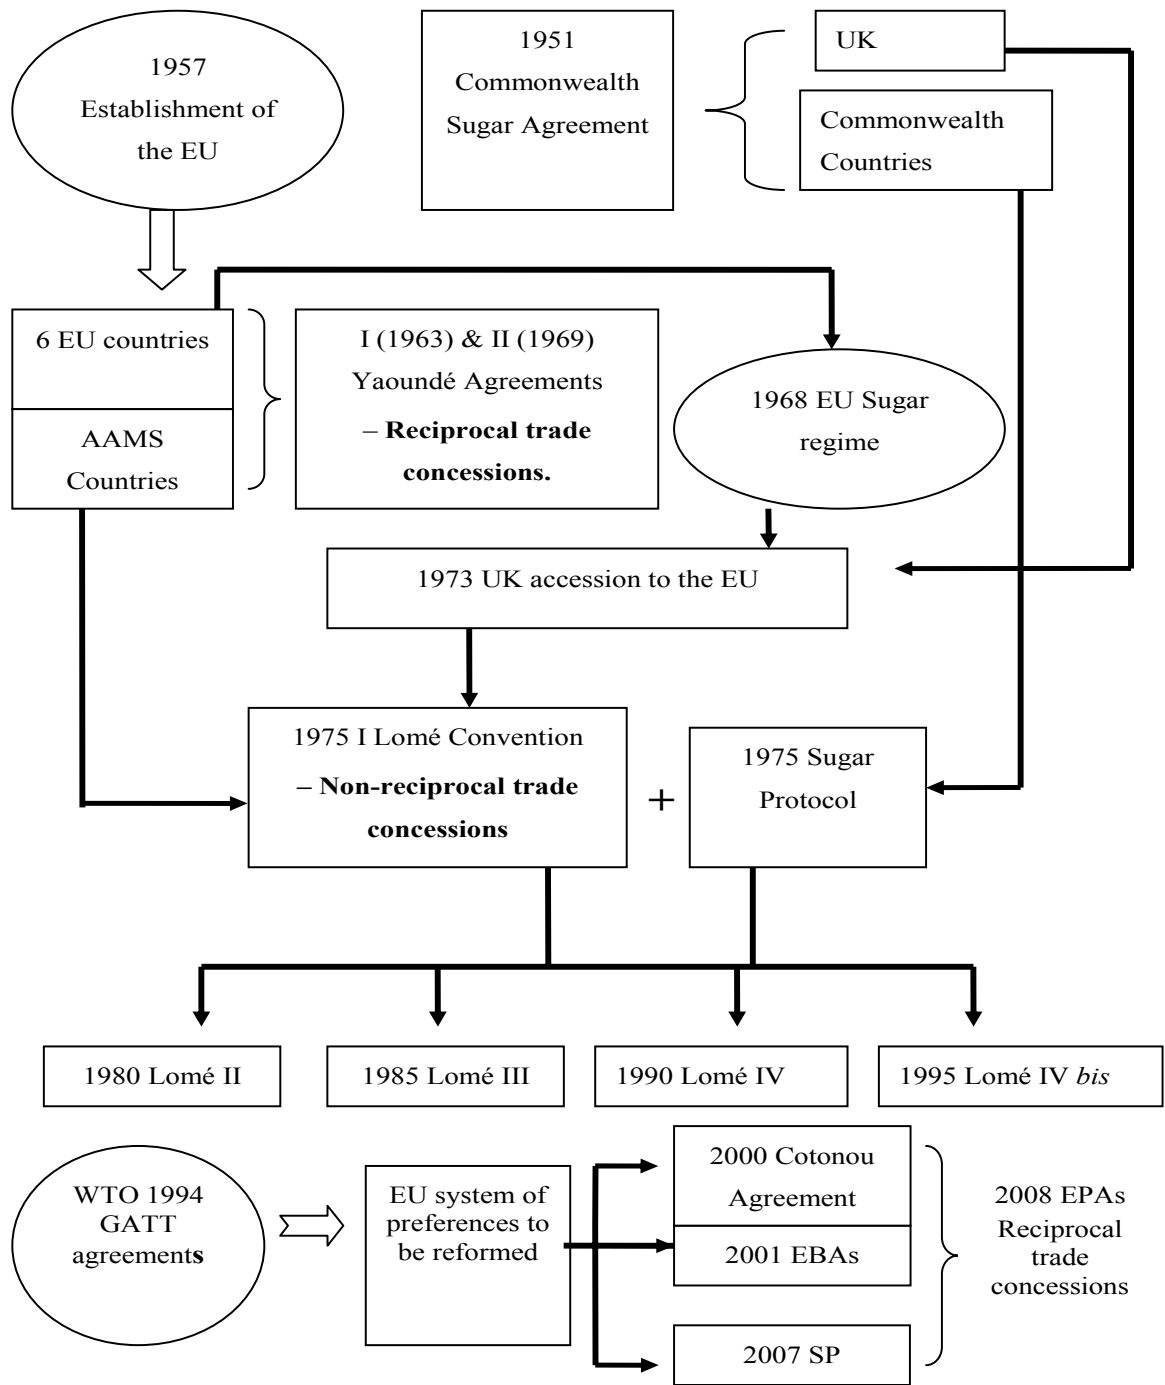 1957
Establishment of
the EU
1951
Commonwealth
Sugar Agreement
UK
Commonwealth
Countries
6 EU countries
AAMS
Countries
I (1963) & II (1969)
Yaoundé Agreements
– Reciprocal trade
concessions.
1968 EU Sugar
regime
1973 UK accession to the EU
1975 I Lomé Convention
– Non-reciprocal trade
concessions
+
1975 Sugar
Protocol
1980 Lomé II
1985 Lomé III
1990 Lomé IV
1995 Lomé IV bis
WTO 1994
GATT
agreements
EU system of
preferences to
be reformed
2000 Cotonou
Agreement
2001 EBAs
2007 SP
2008 EPAs
Reciprocal
trade
concessions